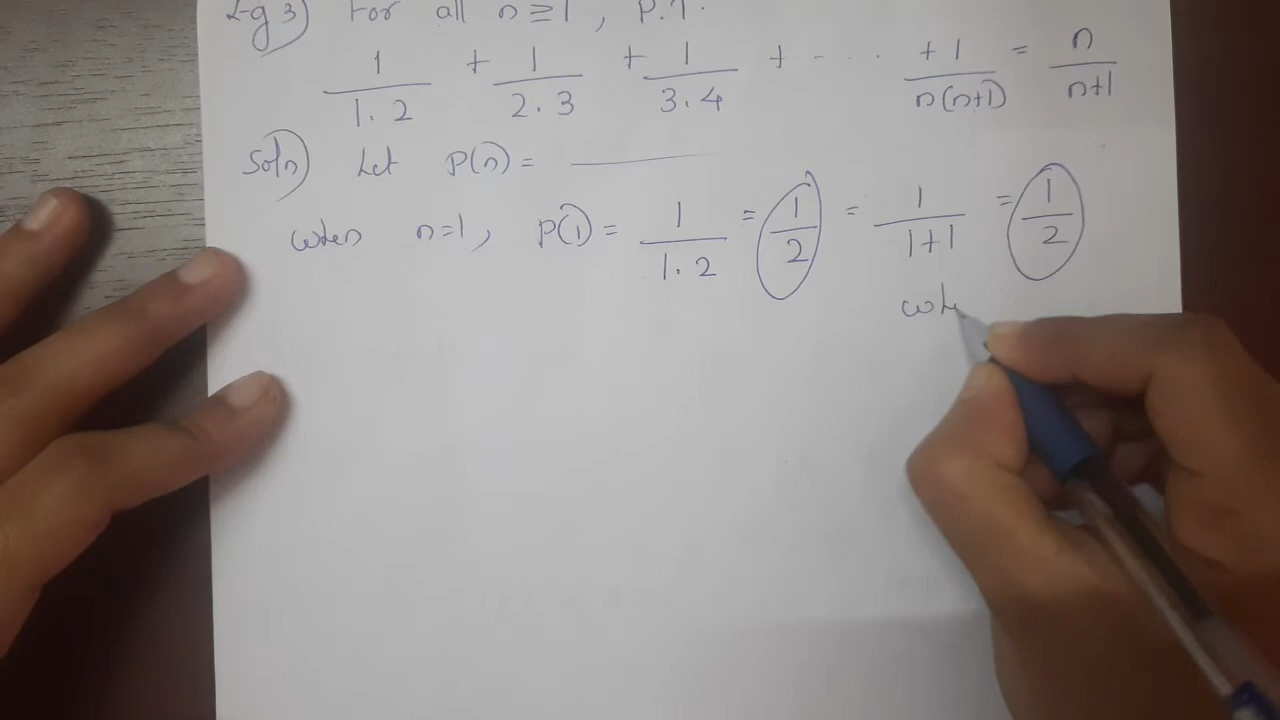 Eg 3) For all n ≥ 1, P.T.
1/1.2 + 1/2.3 + 1/3.4 + - . . . +1/n(n+1) = n/n+1
Soln) Let P(n) = ———
when n=1, P(1) = 1/1.2 = 1/2 = 1/1+1 = 1/2